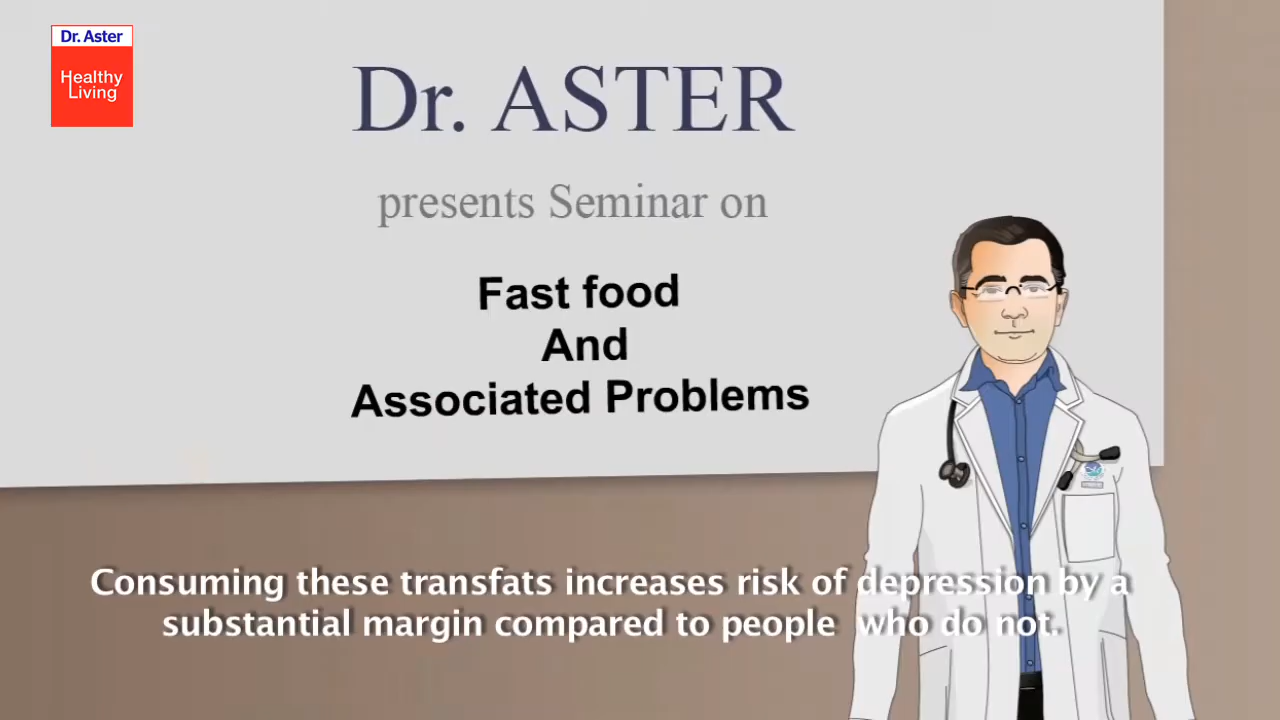 Dr. Aster
Healthy
Living
Dr. ASTER
presents Seminar on
Fast food
And
Associated Problems
Consuming these transfats increases risk of depression by a
substantial margin compared to people who do not.